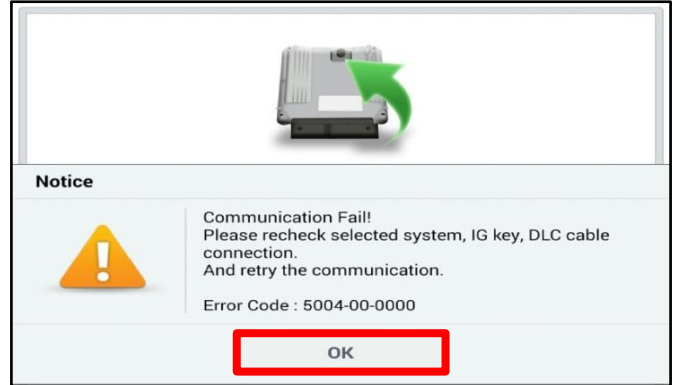 Notice
Communication Fail!
Please recheck selected system, IG key, DLC cable
connection.
And retry the communication.
Error Code : 5004-00-0000
OK